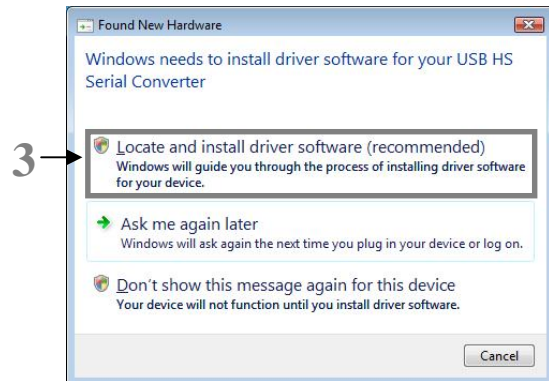 Found New Hardware
Windows needs to install driver software for your USB HS
Serial Converter
3
Locate and install driver software (recommended)
Windows will guide you through the process of installing driver software
for your device.
Ask me again later
Windows will ask again the next time you plug in your device or log on.
Don't show this message again for this device
Your device will not function until you install driver software.
Cancel